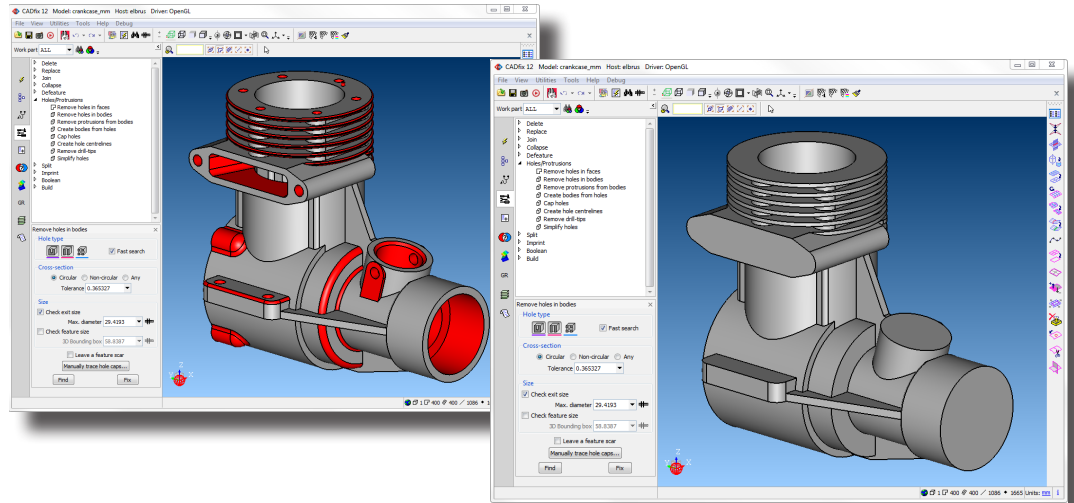 CADfix 12 Model: crankcase_mm Host: elbrus Driver: OpenGL
File View Utilities Tools Help Debug
Work part ALL
Delete
Replace
Join
Collapse
Defeature
Holes/Protrusions
Remove holes in faces
Remove holes in bodies
Remove protrusions from bodies
Create bodies from holes
Cap holes
Create hole centrelines
Remove drill-tips
Simplify holes
Split
Imprint
Boolean
Build
GR
Remove holes in bodies
Hole type
Fast search
Cross-section
Circular Non-circular Any
Tolerance 0.365327
Size
Check exit size
Max. diameter 29.4193
Check feature size
3D Bounding box 58.8387
Leave a feature scar
Manually trace hole caps...
Find Fix
Z
X
1 400 400 / 1086
CADfix 12 Model: crankcase_mm Host: elbrus Driver: OpenGL
File View Utilities Tools Help Debug
Work part ALL
Delete
Replace
Join
Collapse
Defeature
Holes/Protrusions
Remove holes in faces
Remove holes in bodies
Remove protrusions from bodies
Create bodies from holes
Cap holes
Create hole centrelines
Remove drill-tips
Simplify holes
Split
Imprint
Boolean
Build
GR
Remove holes in bodies
Hole type
Fast search
Cross-section
Circular Non-circular Any
Tolerance 0.365327
Size
Check exit size
Max. diameter 29.4193
Check feature size
3D Bounding box 58.8387
Leave a feature scar
Manually trace hole caps...
Find Fix
Z
Y X
1 400 400 / 1086 1665 Units: mm